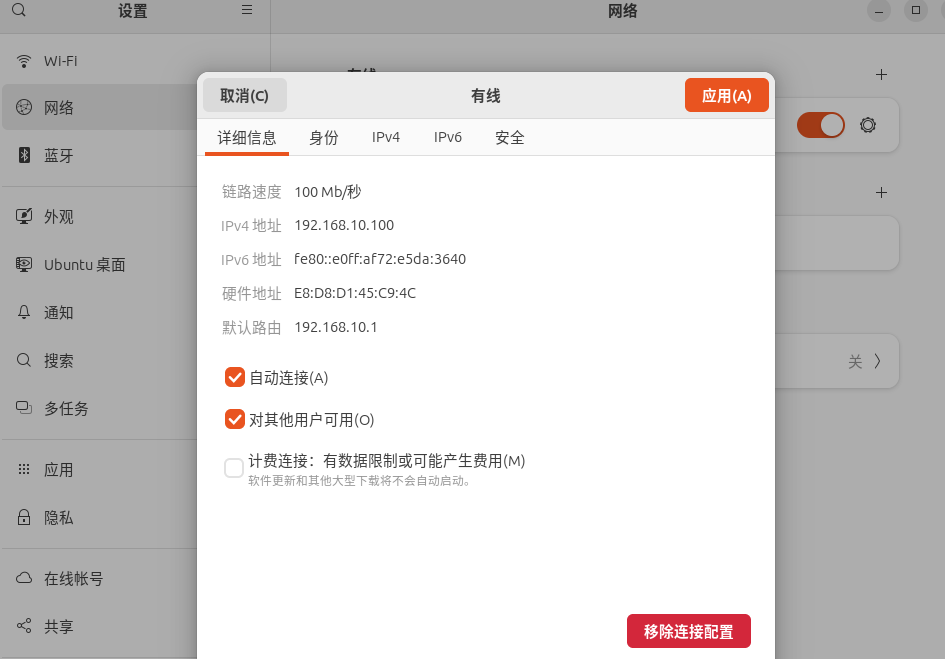 设置
网络
Wi-Fi
网络
蓝牙
外观
Ubuntu 桌面
通知
搜索
多任务
应用
隐私
在线帐号
共享
有线
关
取消(C)
有线
应用(A)
详细信息
身份
IPv4
IPv6
安全
链路速度 100 Mb/秒
IPv4 地址 192.168.10.100
IPv6 地址 fe80::e0ff:af72:e5da:3640
硬件地址 E8:D8:D1:45:C9:4C
默认路由 192.168.10.1
自动连接(A)
对其他用户可用(O)
计费连接：有数据限制或可能产生费用(M)
软件更新和其他大型下载将不会自动启动。
移除连接配置